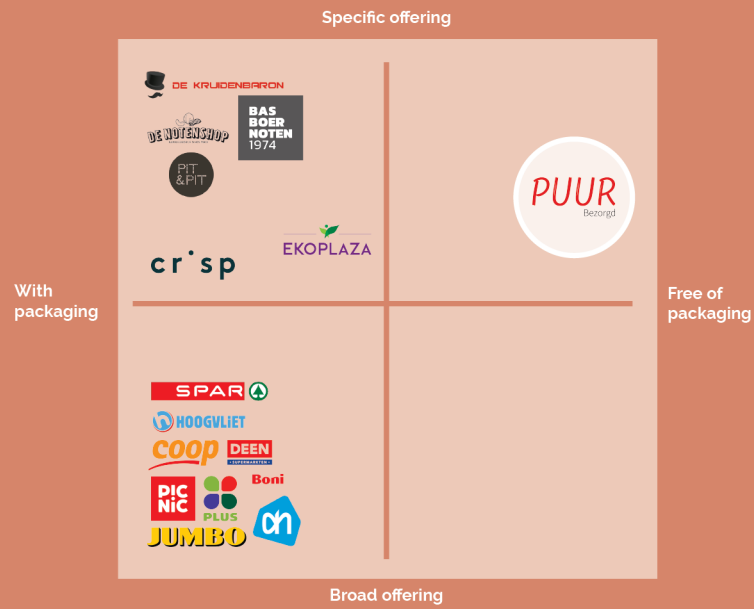 Specific offering
DE KRUIDENBARON
DE NOTENSHOP
BAS
BOER
NOTEN
1974
PIT
&PIT
PUUR
Bezorgd
EKOPLAZA
cr·sp
With
packaging
Free of
packaging
SPAR
HOOGVLIET
coop
DEEN
SUPERMARKTEN
PIC
NIC
PLUS
Boni
ah
JUMBO
Broad offering